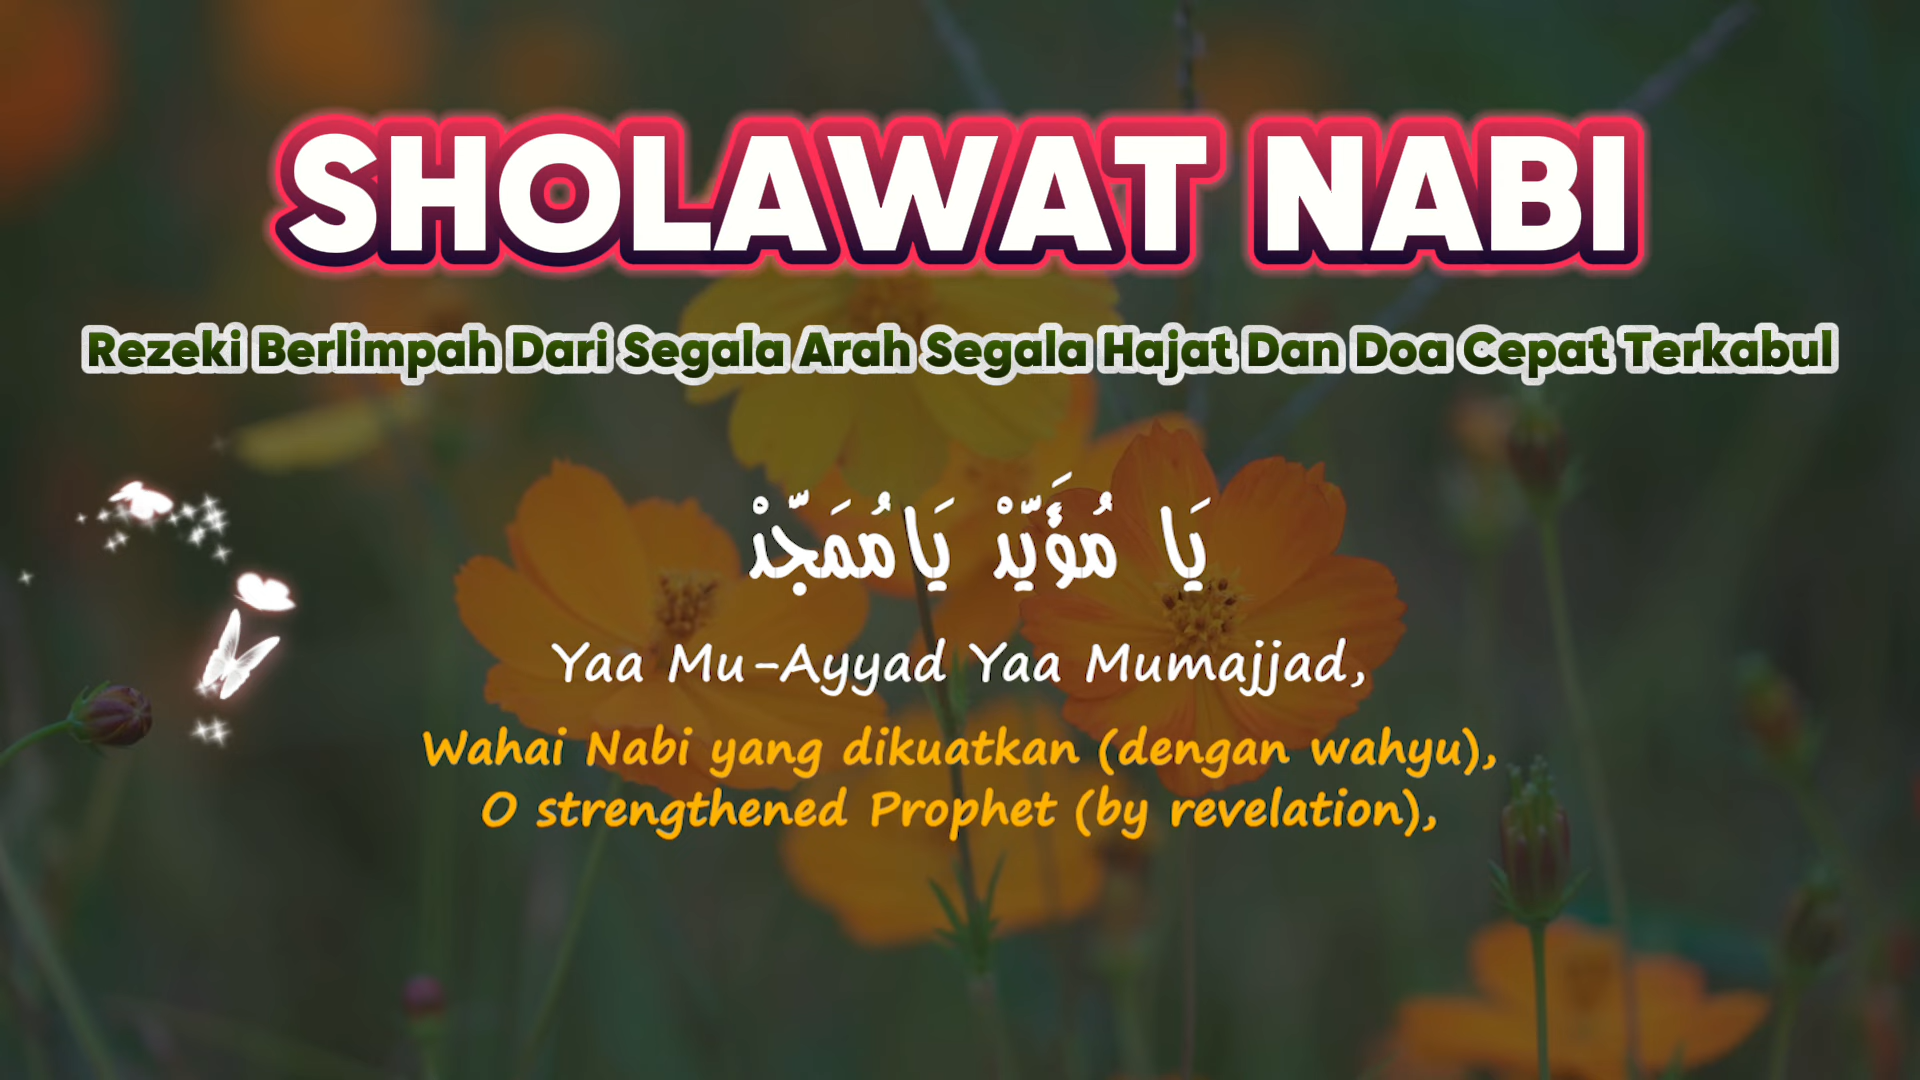 SHOLAWAT NABI
Rezeki Berlimpah Dari Segala Arah Segala Hajat Dan Doa Cepat Terkabul
يَا مُؤَيَّدْ يَامُمَجَّدْ
Yaa Mu-Ayyad Yaa Mumajjad,
Wahai Nabi yang dikuatkan (dengan wahyu),
O strengthened Prophet (by revelation),